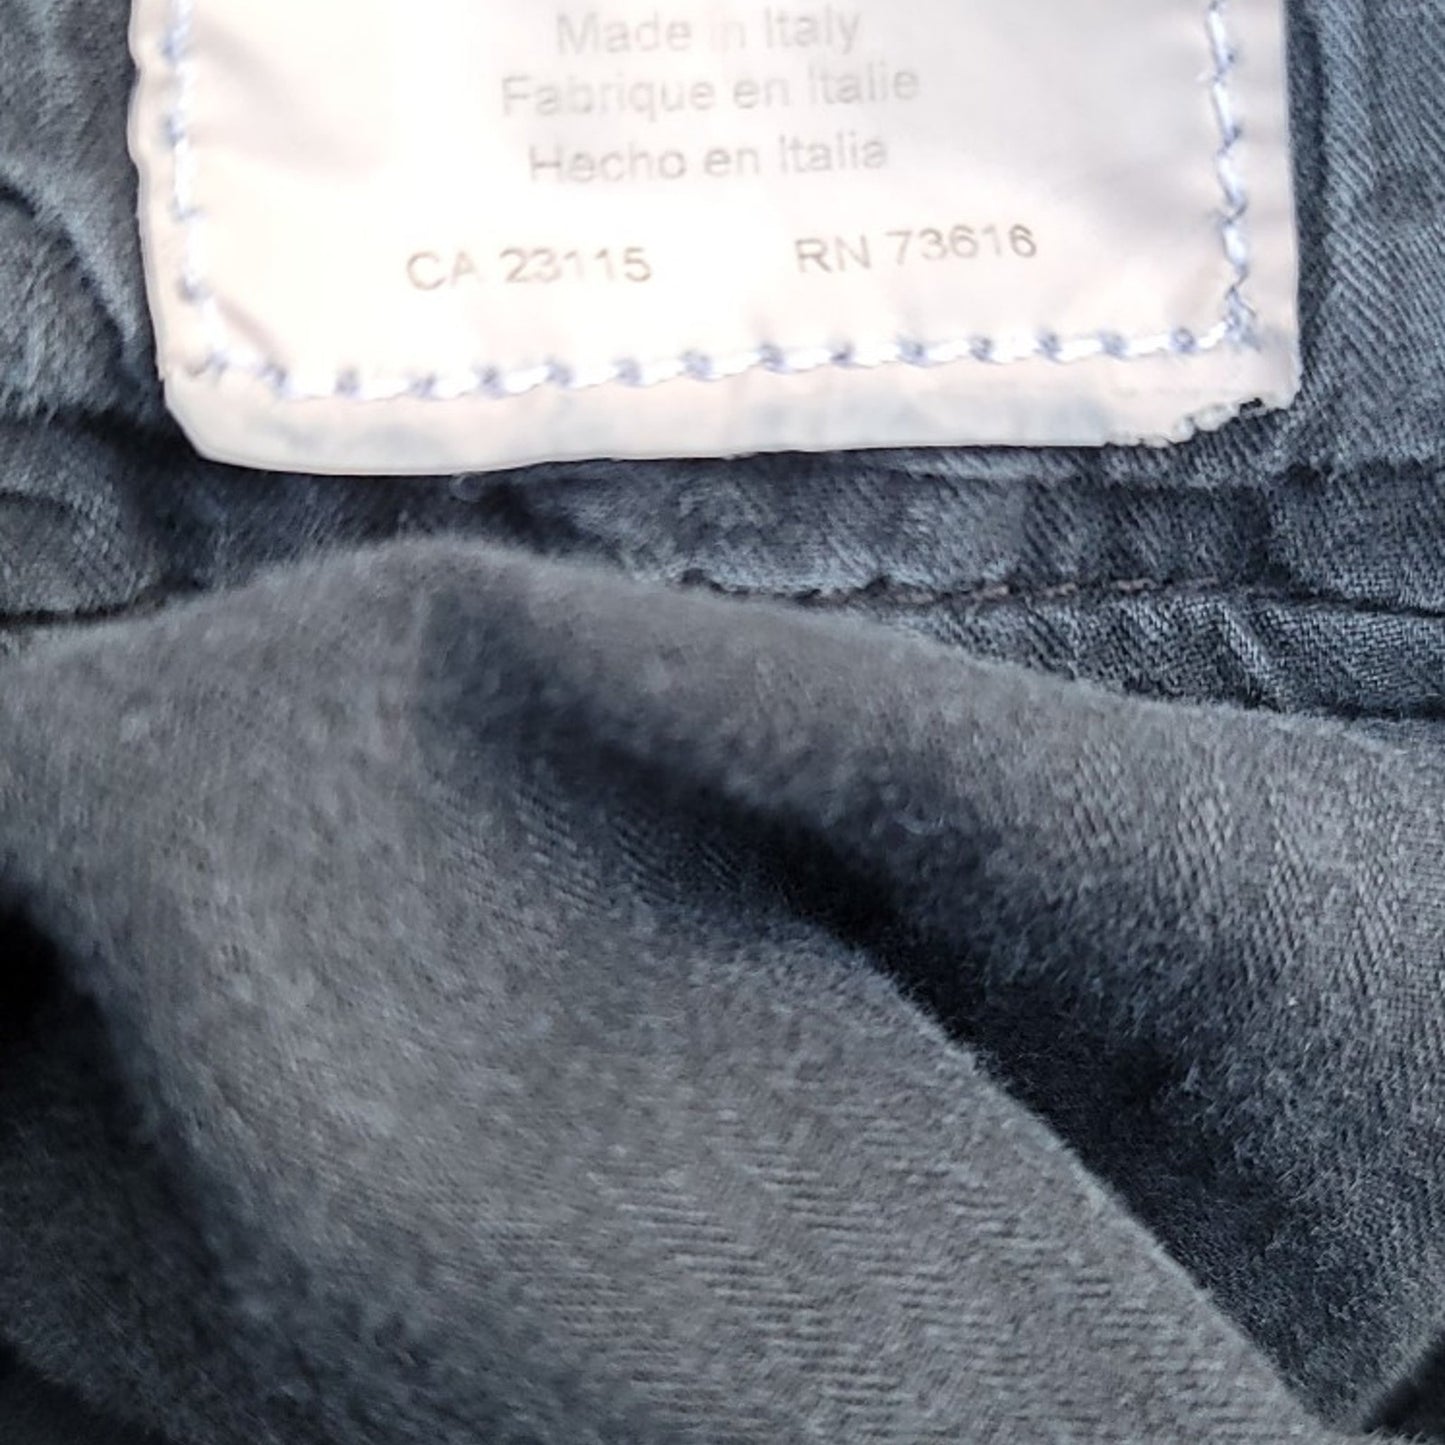 Made in Italy
Fabrique en Italie
Hecho en Italia
CA 23115 RN 73616